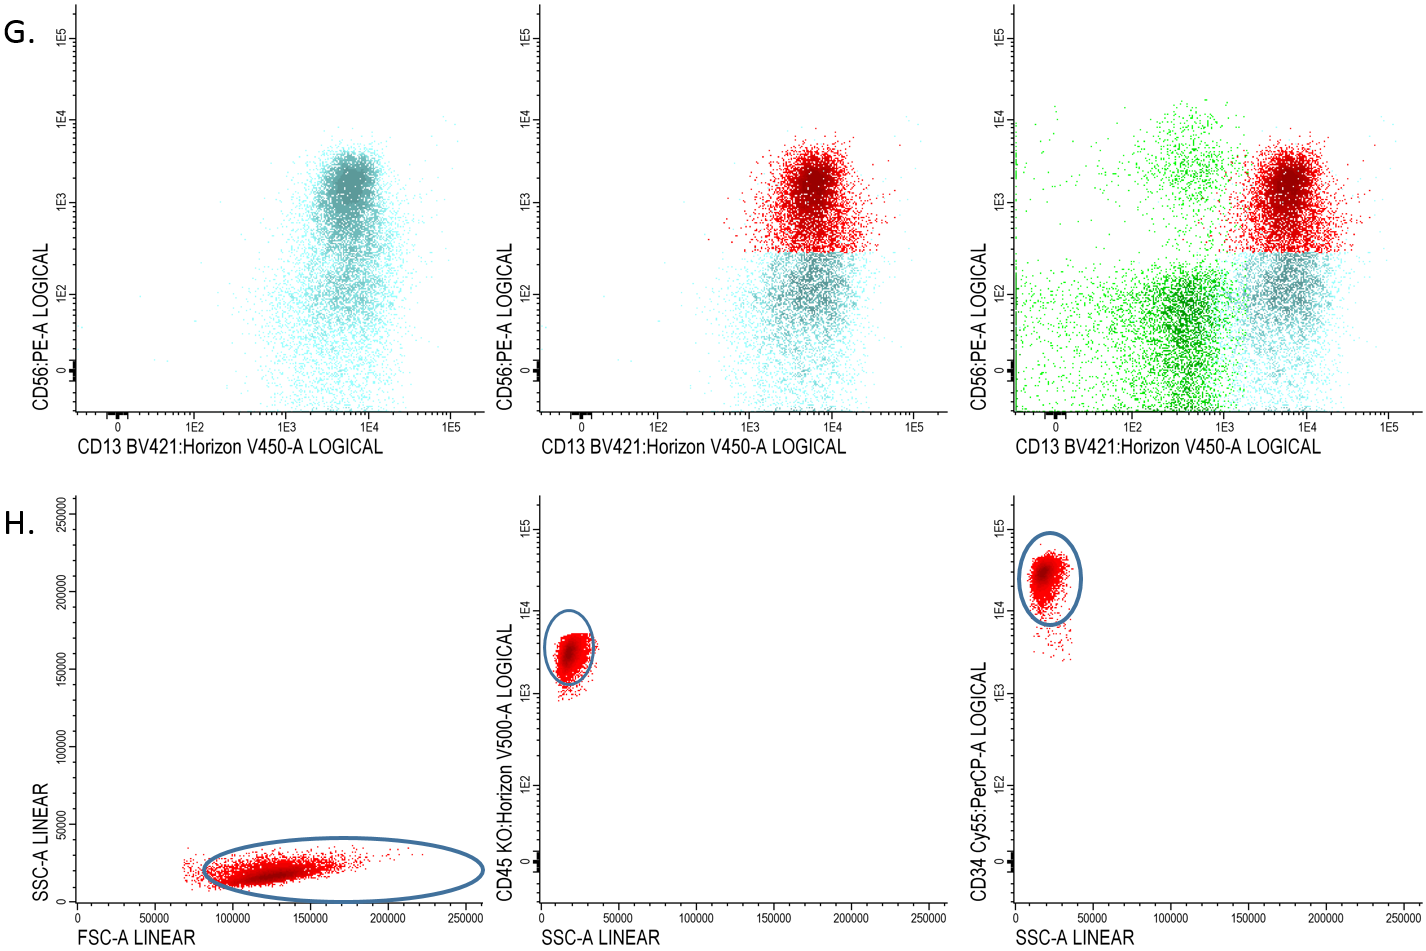 G.
1E5
1E4
1E3
1E2
0
CD56:PE-A LOGICAL
0 1E2 1E3 1E4 1E5
CD13 BV421:Horizon V450-A LOGICAL
1E5
1E4
1E3
1E2
0
CD56:PE-A LOGICAL
0 1E2 1E3 1E4 1E5
CD13 BV421:Horizon V450-A LOGICAL
1E5
1E4
1E3
1E2
0
CD56:PE-A LOGICAL
0 1E2 1E3 1E4 1E5
CD13 BV421:Horizon V450-A LOGICAL
H.
250000
200000
150000
100000
50000
0
SSC-A LINEAR
0 50000 100000 150000 200000 250000
FSC-A LINEAR
1E5
1E4
1E3
1E2
0
CD45 KO:Horizon V500-A LOGICAL
0 50000 100000 150000 200000 250000
SSC-A LINEAR
1E5
1E4
1E3
1E2
0
CD34 Cy55:PerCP-A LOGICAL
0 50000 100000 150000 200000 250000
SSC-A LINEAR